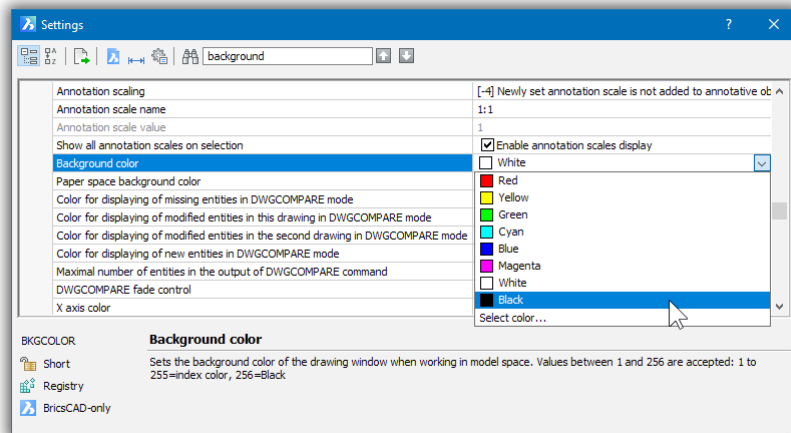 Settings
?
background
Annotation scaling [-4] Newly set annotation scale is not added to annotative ob
Annotation scale name 1:1
Annotation scale value 1
Show all annotation scales on selection Enable annotation scales display
Background color White
Paper space background color Red
Color for displaying of missing entities in DWGCOMPARE mode Yellow
Color for displaying of modified entities in this drawing in DWGCOMPARE mode Green
Color for displaying of modified entities in the second drawing in DWGCOMPARE mode Cyan
Color for displaying of new entities in DWGCOMPARE mode Blue
Maximal number of entities in the output of DWGCOMPARE command Magenta
DWGCOMPARE fade control White
X axis color Black
Select color...
BKGCOLOR Background color
Short Sets the background color of the drawing window when working in model space. Values between 1 and 256 are accepted: 1 to
255=index color, 256=Black
Registry
BricsCAD-only